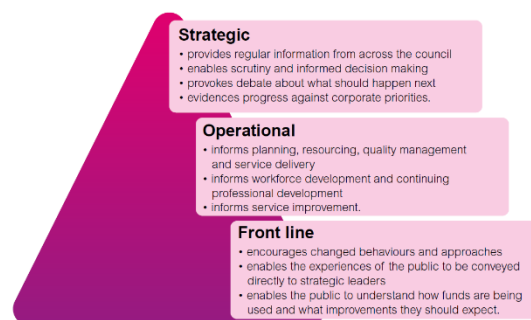 Strategic
• provides regular information from across the council
• enables scrutiny and informed decision making
• provokes debate about what should happen next
• evidences progress against corporate priorities.
Operational
• informs planning, resourcing, quality management
and service delivery
• informs workforce development and continuing
professional development
• informs service improvement.
Front line
• encourages changed behaviours and approaches
• enables the experiences of the public to be conveyed
directly to strategic leaders
• enables the public to understand how funds are being
used and what improvements they should expect.